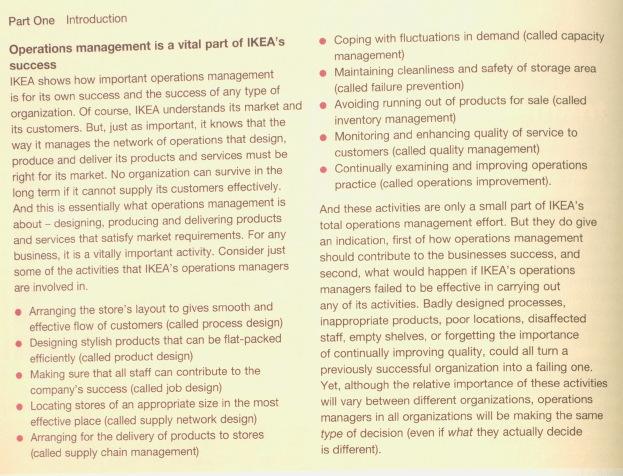 Part One Introduction
Operations management is a vital part of IKEA's
success
IKEA shows how important operations management
is for its own success and the success of any type of
organization. Of course, IKEA understands its market and
its customers. But, just as important, it knows that the
way it manages the network of operations that design,
produce and deliver its products and services must be
right for its market. No organization can survive in the
long term if it cannot supply its customers effectively.
And this is essentially what operations management is
about – designing, producing and delivering products
and services that satisfy market requirements. For any
business, it is a vitally important activity. Consider just
some of the activities that IKEA's operations managers
are involved in.
● Arranging the store's layout to gives smooth and
effective flow of customers (called process design)
● Designing stylish products that can be flat-packed
efficiently (called product design)
● Making sure that all staff can contribute to the
company's success (called job design)
● Locating stores of an appropriate size in the most
effective place (called supply network design)
● Arranging for the delivery of products to stores
(called supply chain management)
● Coping with fluctuations in demand (called capacity
management)
● Maintaining cleanliness and safety of storage area
(called failure prevention)
● Avoiding running out of products for sale (called
inventory management)
● Monitoring and enhancing quality of service to
customers (called quality management)
● Continually examining and improving operations
practice (called operations improvement).
And these activities are only a small part of IKEA's
total operations management effort. But they do give
an indication, first of how operations management
should contribute to the businesses success, and
second, what would happen if IKEA's operations
managers failed to be effective in carrying out
any of its activities. Badly designed processes,
inappropriate products, poor locations, disaffected
staff, empty shelves, or forgetting the importance
of continually improving quality, could all turn a
previously successful organization into a failing one.
Yet, although the relative importance of these activities
will vary between different organizations, operations
managers in all organizations will be making the same
type of decision (even if what they actually decide
is different).